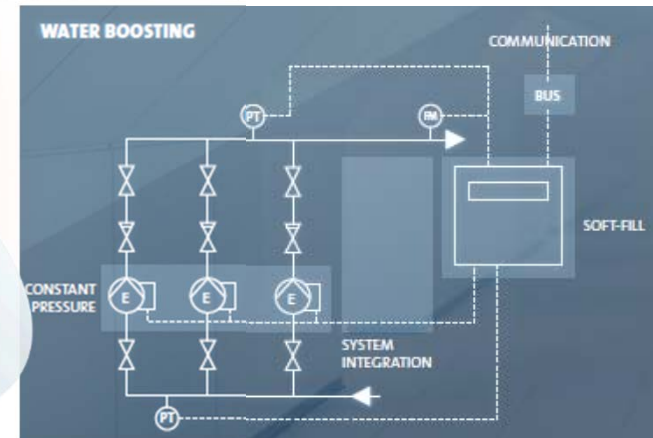 WATER BOOSTING
COMMUNICATION
BUS
PT
FM
SOFT-FILL
CONSTANT
PRESSURE
E
E
E
SYSTEM
INTEGRATION
PT